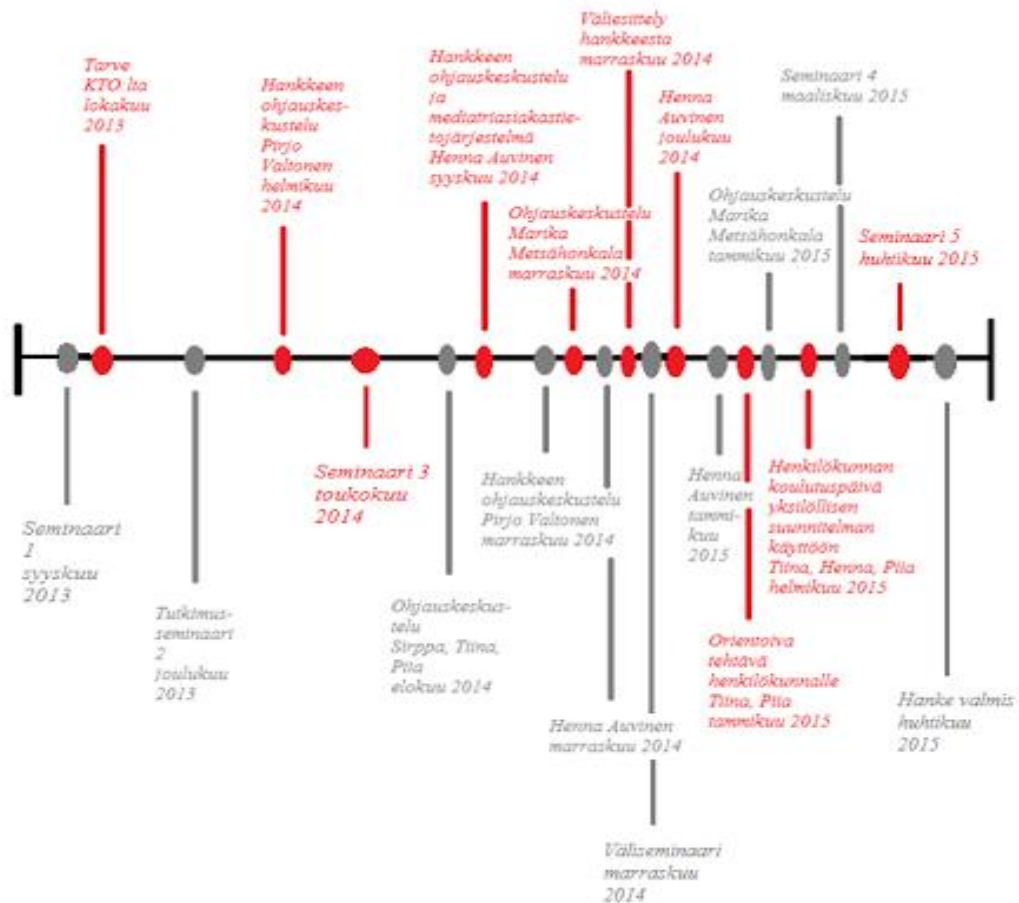 Tarve
KTO:lta
lokakuu
2013
Hankkeen
ohjauskes-
kustelu
Pirjo
Valtonen
helmikuu
2014
Hankkeen
ohjauskeskustelu
ja
mediatriasiakastie-
tojärjestelmä
Henna Auvinen
syyskuu 2014
Ohjauskeskustelu
Marika
Metsähonkala
marraskuu 2014
Väliesittely
hankkeesta
marraskuu 2014
Henna
Auvinen
joulukuu
2014
Ohjauskeskustelu
Marika
Metsähonkala
tammikuu 2015
Seminaari 4
maaliskuu 2015
Seminaari 5
huhtikuu 2015
Seminaari
1
syyskuu
2013
Tutkimus-
seminaari
2
joulukuu
2013
Seminaari 3
toukokuu
2014
Ohjauskeskus-
telu
Sirppa, Tiina,
Piia
elokuu 2014
Hankkeen
ohjauskeskustelu
Pirjo Valtonen
marraskuu 2014
Henna Auvinen
marraskuu 2014
Väliseminaari
marraskuu
2014
Henna
Auvinen
tammi-
kuu
2015
Orientoiva
tehtävä
henkilökunnalle
Tiina, Piia
tammikuu 2015
Henkilökunnan
koulutuspäivä
yksilöllisen
suunnitelman
käyttöön
Tiina, Henna, Piia
helmikuu 2015
Hanke valmis
huhtikuu
2015